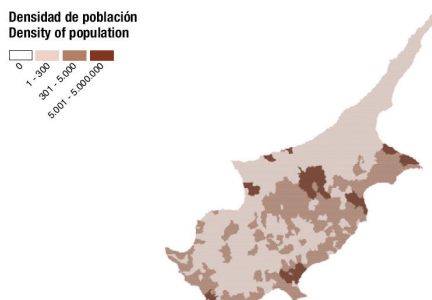 Densidad de población
Density of population
0
1 - 300
301 - 5.000
5.001 - 5.000.000